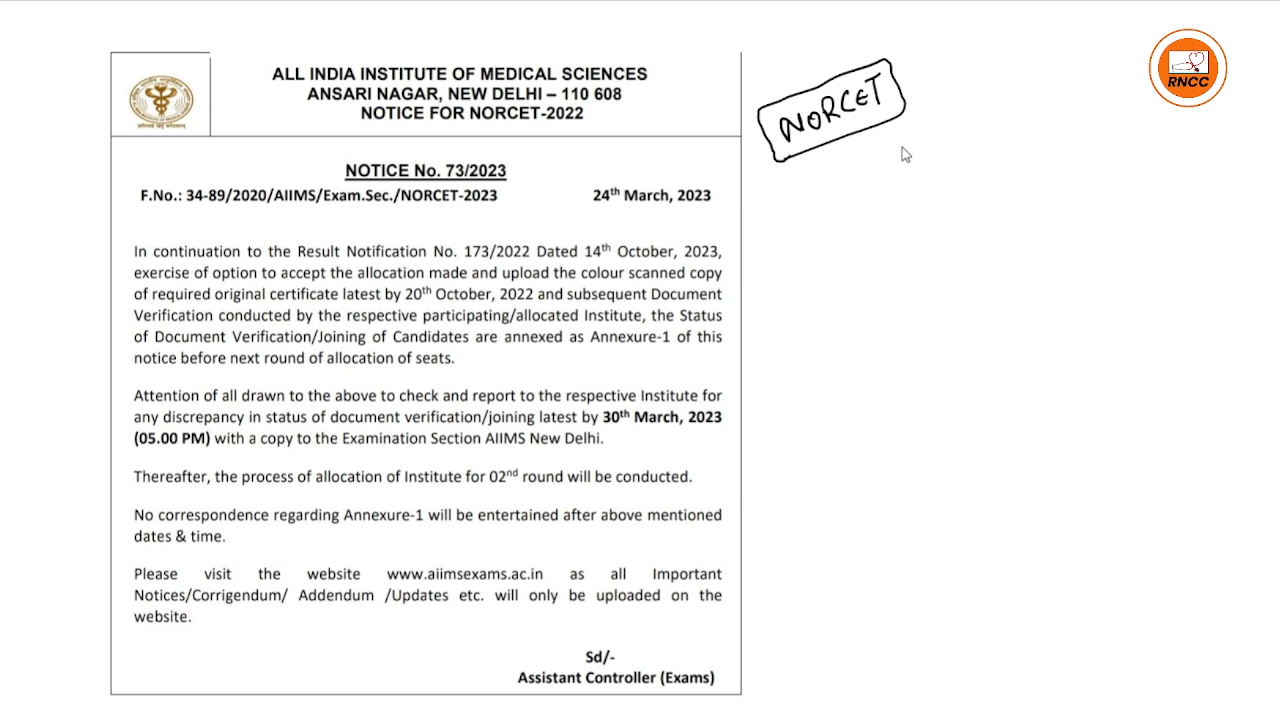 ALL INDIA INSTITUTE OF MEDICAL SCIENCES
ANSARI NAGAR, NEW DELHI – 110 608
NOTICE FOR NORCET-2022
NORCET
RNCC
NOTICE No. 73/2023
F.No.: 34-89/2020/AIIMS/Exam.Sec./NORCET-2023 24th March, 2023
In continuation to the Result Notification No. 173/2022 Dated 14th October, 2023,
exercise of option to accept the allocation made and upload the colour scanned copy
of required original certificate latest by 20th October, 2022 and subsequent Document
Verification conducted by the respective participating/allocated Institute, the Status
of Document Verification/Joining of Candidates are annexed as Annexure-1 of this
notice before next round of allocation of seats.
Attention of all drawn to the above to check and report to the respective Institute for
any discrepancy in status of document verification/joining latest by 30th March, 2023
(05.00 PM) with a copy to the Examination Section AIIMS New Delhi.
Thereafter, the process of allocation of Institute for 02nd round will be conducted.
No correspondence regarding Annexure-1 will be entertained after above mentioned
dates & time.
Please visit the website www.aiimsexams.ac.in as all Important
Notices/Corrigendum/ Addendum /Updates etc. will only be uploaded on the
website.
Sd/-
Assistant Controller (Exams)